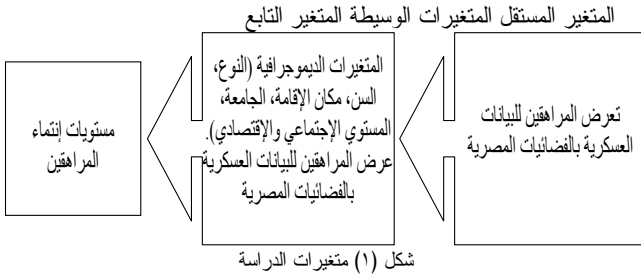 المتغير المستقل المتغيرات الوسيطة المتغير التابع
تعرض المراهقين للبيانات
العسكرية بالفضائيات المصرية
المتغيرات الديموجرافية (النوع،
السن، مكان الإقامة، الجامعة،
المستوي الإجتماعي والإقتصادي).
عرض المراهقين للبيانات العسكرية
بالفضائيات المصرية
مستويات إنتماء
المراهقين
شكل (١) متغيرات الدراسة